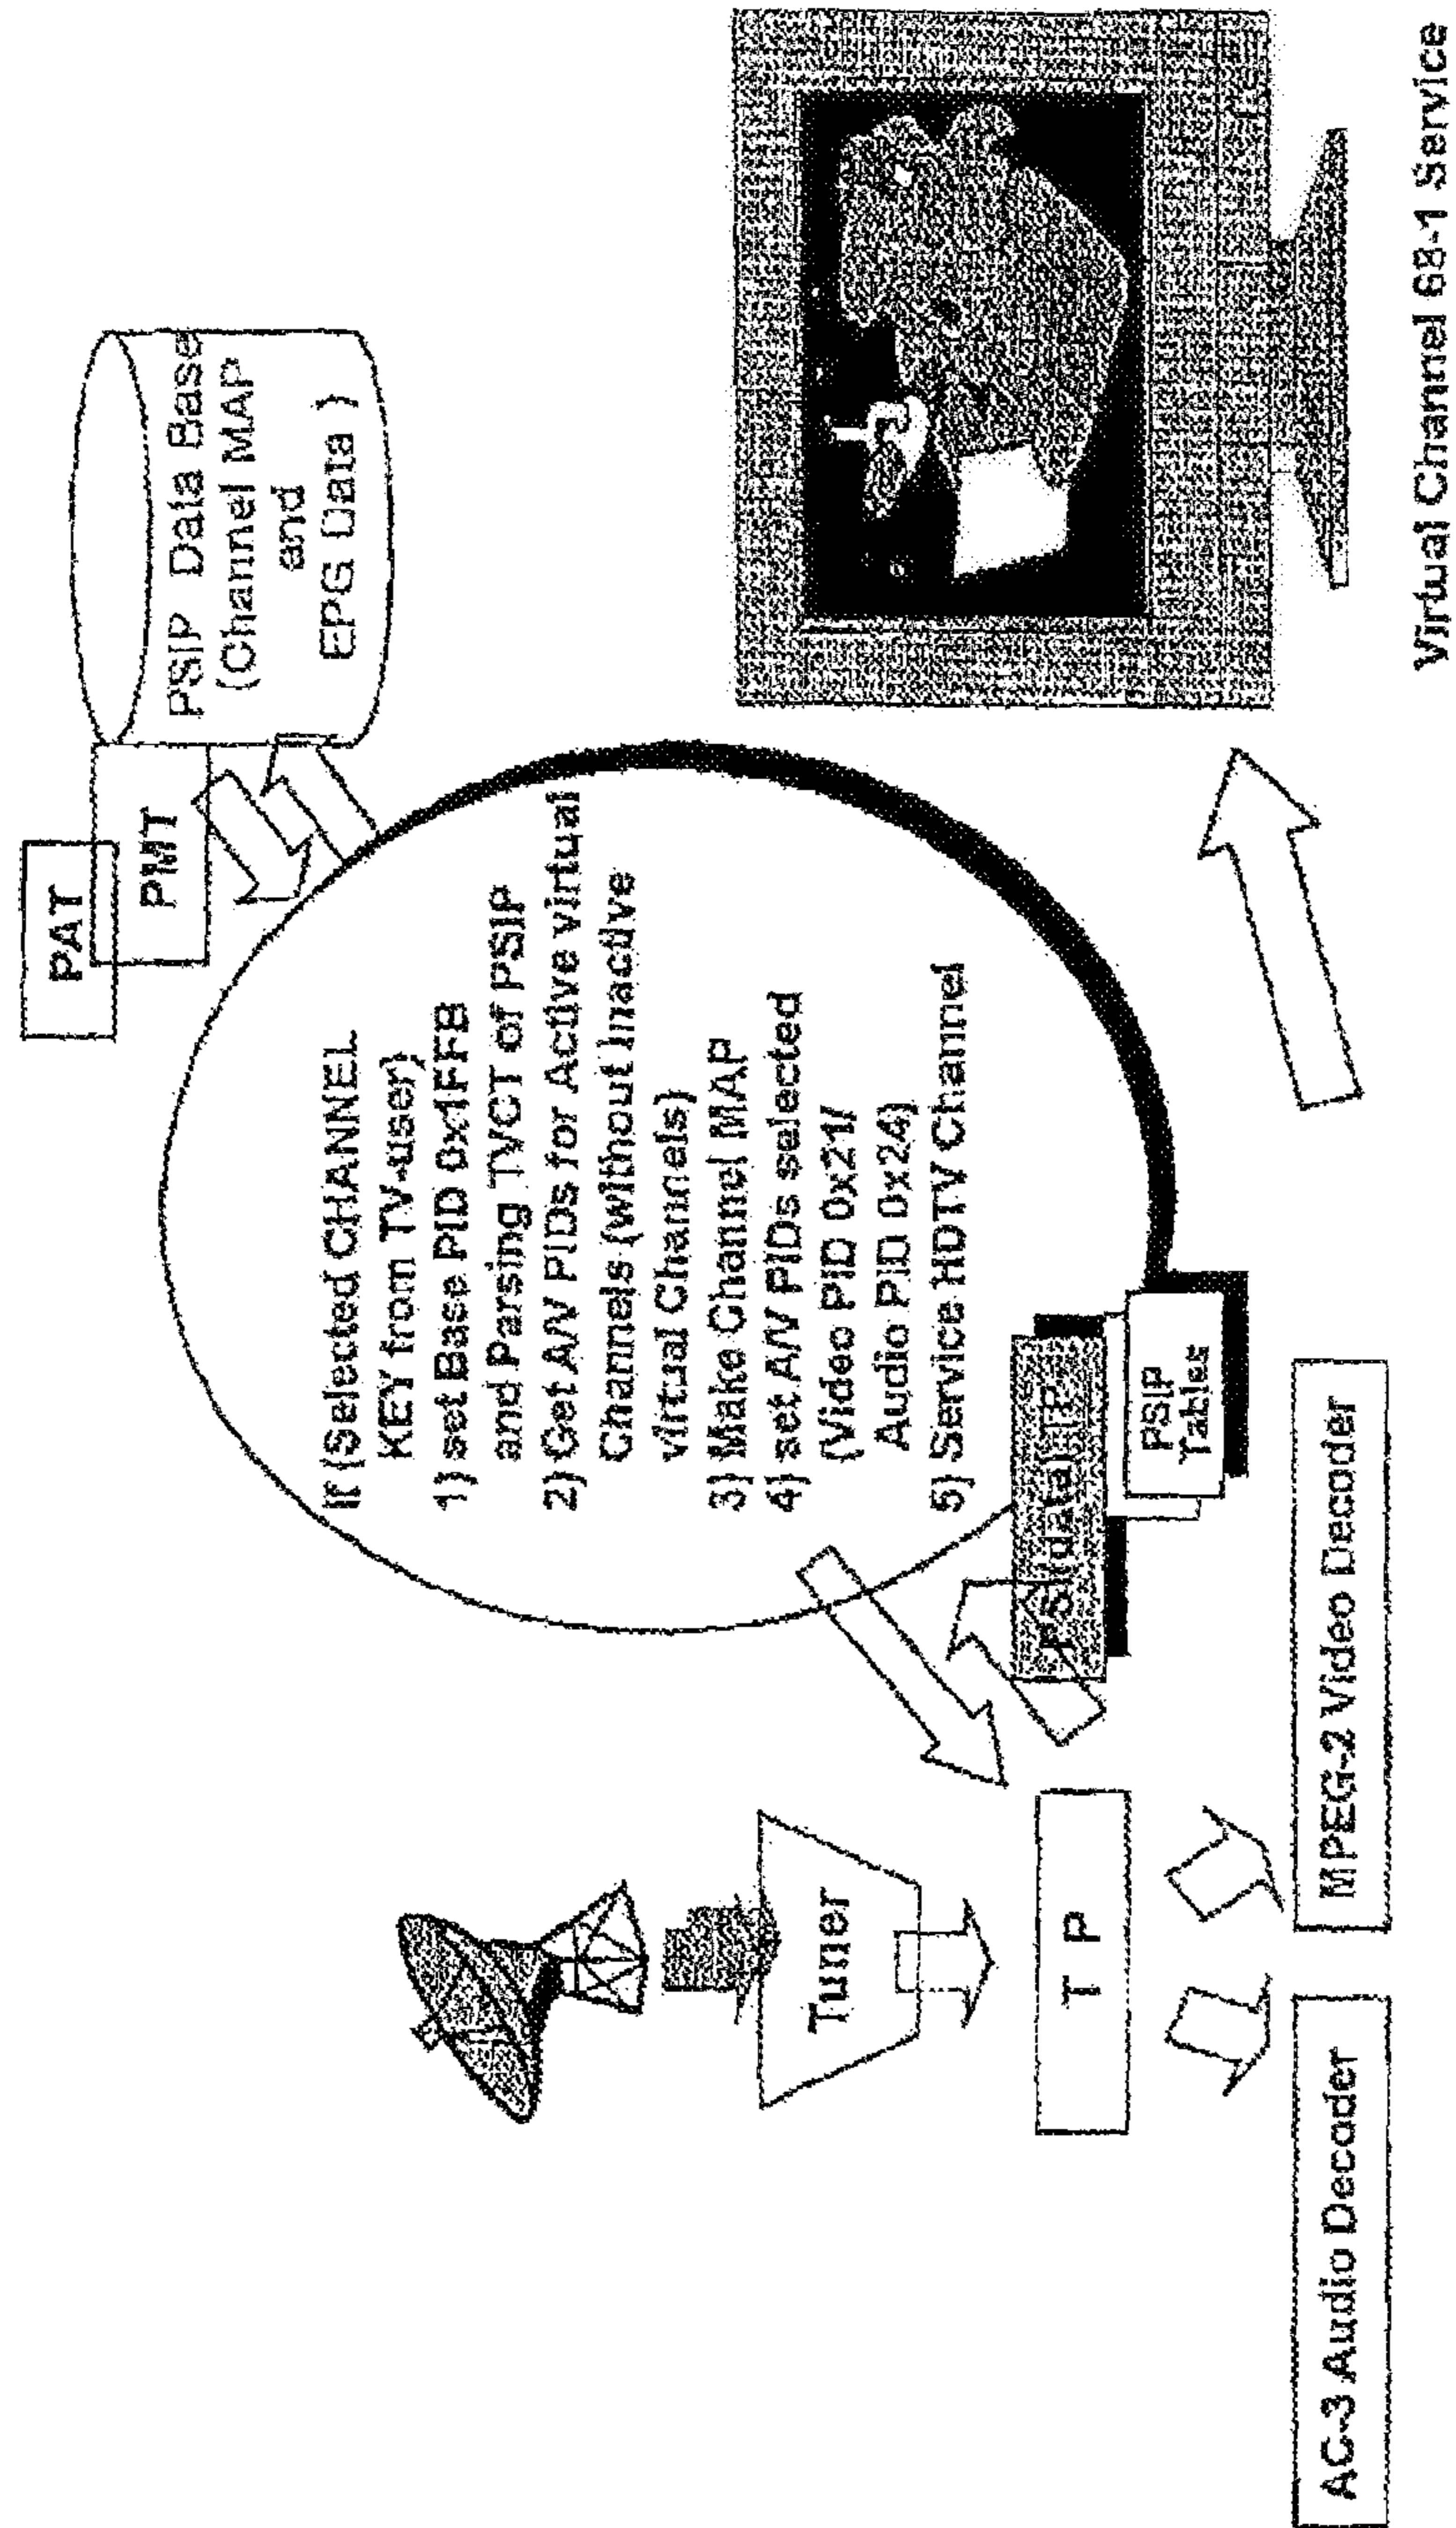 PAT
PMT
PSIP Data Base
(Channel MAP
and
EPG Data )
If (Selected CHANNEL
KEY from TV-user)
1) set Base PID 0x1FFB
and Parsing TVCT of PSIP
2) Get A/V PIDs for Active virtual
Channels (without Inactive
virtual Channels)
3) Make Channel MAP
4) set A/V PIDs selected
(Video PID 0x21/
Audio PID 0x24)
5) Service HDTV Channel
Tuner
T P
PSI data
PSIP
Tables
AC-3 Audio Decoder
MPEG-2 Video Decoder
Virtual Channel 68-1 Service